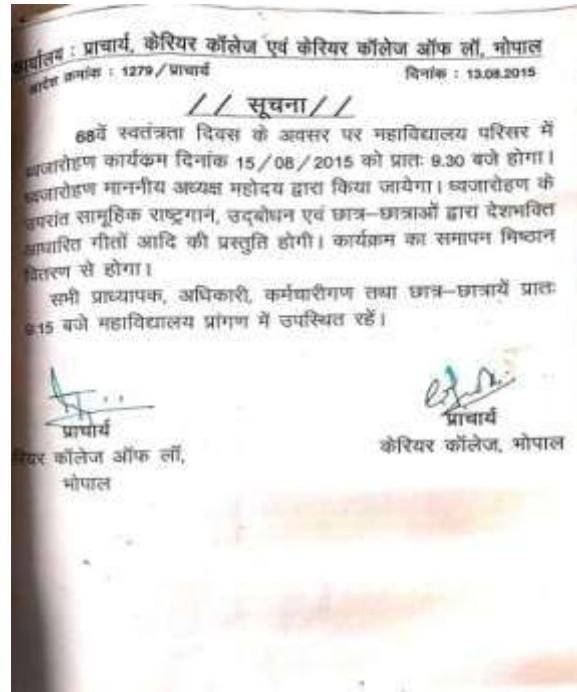 कार्यालय : प्राचार्य, केरियर कॉलेज एवं केरियर कॉलेज ऑफ लॉ, भोपाल
आदेश क्रमांक : 1279/प्राचार्य दिनांक : 13.08.2015
// सूचना //
68वें स्वतंत्रता दिवस के अवसर पर महाविद्यालय परिसर में
ध्वजारोहण कार्यक्रम दिनांक 15/08/2015 को प्रातः 9.30 बजे होगा।
ध्वजारोहण माननीय अध्यक्ष महोदय द्वारा किया जायेगा। ध्वजारोहण के
उपरांत सामूहिक राष्ट्रगान, उद्बोधन एवं छात्र–छात्राओं द्वारा देशभक्ति
आधारित गीतों आदि की प्रस्तुति होगी। कार्यक्रम का समापन मिष्ठान
वितरण से होगा।
सभी प्राध्यापक, अधिकारी, कर्मचारीगण तथा छात्र–छात्रायें प्रातः
9.15 बजे महाविद्यालय प्रांगण में उपस्थित रहें।
प्राचार्य
रियर कॉलेज ऑफ लॉ,
भोपाल
प्राचार्य
केरियर कॉलेज, भोपाल